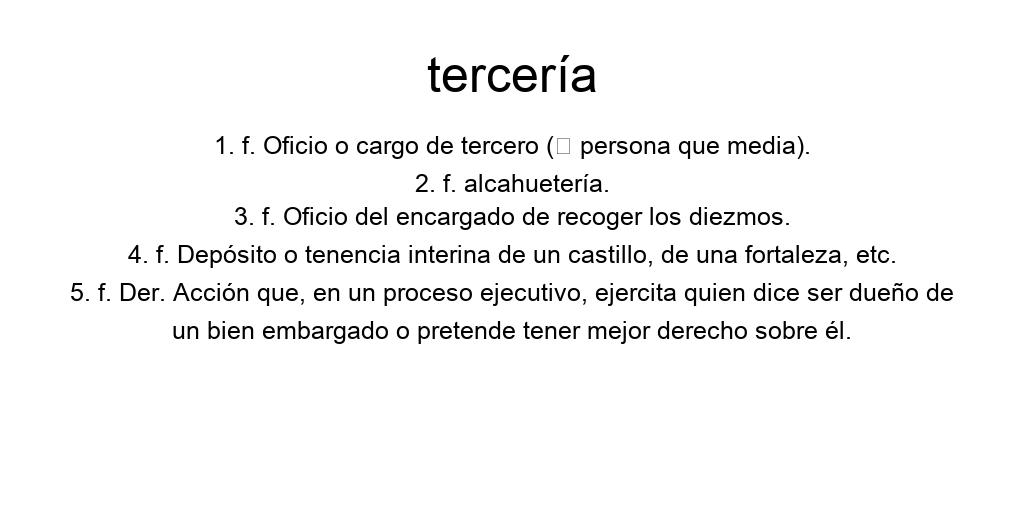 tercería
1. f. Oficio o cargo de tercero (□ persona que media).
2. f. alcahuetería.
3. f. Oficio del encargado de recoger los diezmos.
4. f. Depósito o tenencia interina de un castillo, de una fortaleza, etc.
5. f. Der. Acción que, en un proceso ejecutivo, ejercita quien dice ser dueño de
un bien embargado o pretende tener mejor derecho sobre él.